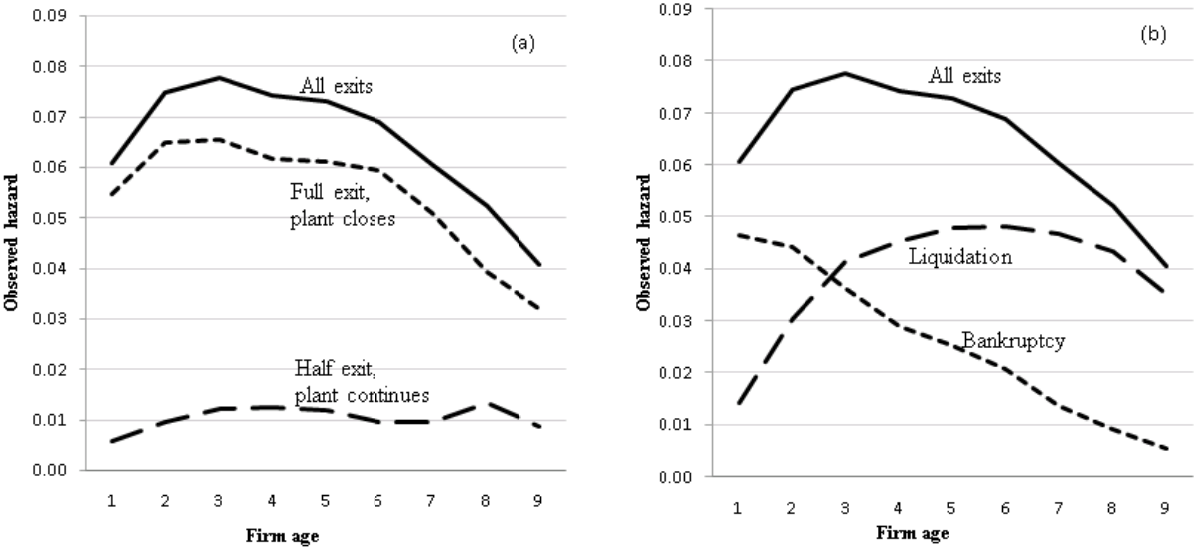 0.09
(a)
0.08
All exits
0.07
0.06
Full exit,
plant closes
0.05
0.04
0.03
Half exit,
plant continues
0.02
0.01
0.00
1 2 3 4 5 6 7 8 9
Firm age
Observed hazard
0.09
(b)
0.08
All exits
0.07
0.06
0.05
Liquidation
0.04
0.03
Bankruptcy
0.02
0.01
0.00
1 2 3 4 5 6 7 8 9
Firm age
Observed hazard